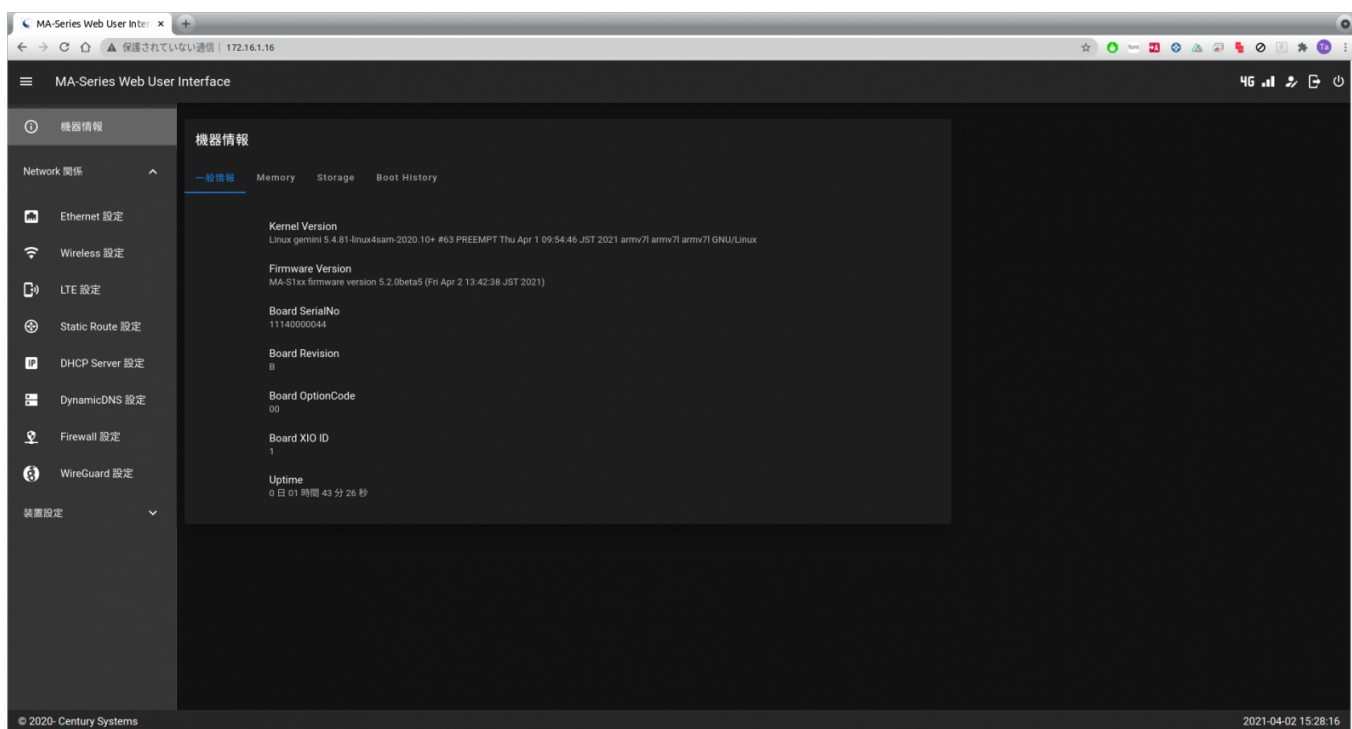 MA-Series Web User Inter
保護されていない通信 | 172.16.1.16
MA-Series Web User Interface
4G
機器情報
Network 関係
Ethernet 設定
Wireless 設定
LTE 設定
Static Route 設定
IP
DHCP Server 設定
DynamicDNS 設定
Firewall 設定
WireGuard 設定
装置設定
機器情報
一般情報 Memory Storage Boot History
Kernel Version
Linux gemini 5.4.81-linux4sam-2020.10+ #63 PREEMPT Thu Apr 1 09:54:46 JST 2021 armv7l armv7l armv7l GNU/Linux
Firmware Version
MA-S1xx firmware version 5.2.0beta5 (Fri Apr 2 13:42:38 JST 2021)
Board SerialNo
11140000044
Board Revision
B
Board OptionCode
00
Board XIO ID
1
Uptime
0 日 01 時間 43 分 26 秒
© 2020- Century Systems
2021-04-02 15:28:16